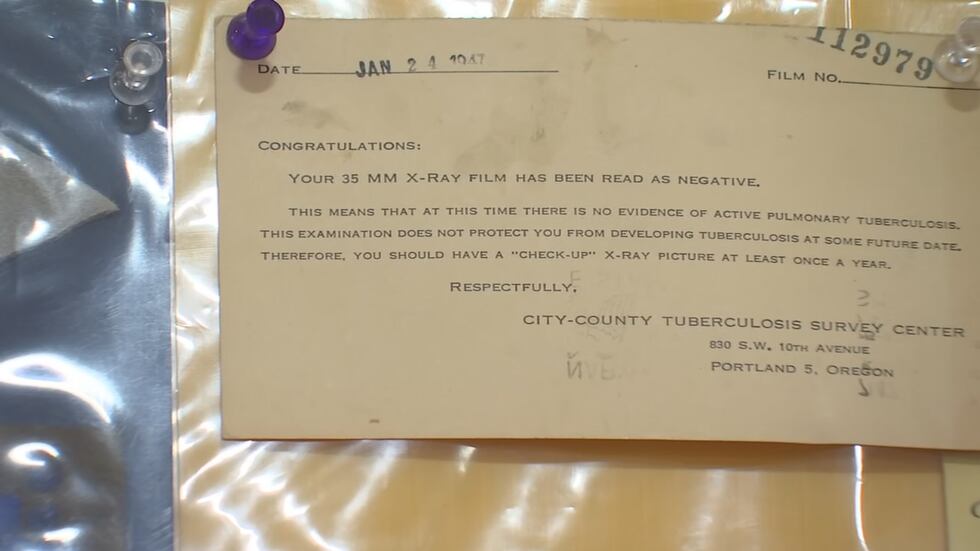 DATE JAN 24 1947 FILM NO. 112979
CONGRATULATIONS:
YOUR 35 MM X-RAY FILM HAS BEEN READ AS NEGATIVE.
THIS MEANS THAT AT THIS TIME THERE IS NO EVIDENCE OF ACTIVE PULMONARY TUBERCULOSIS.
THIS EXAMINATION DOES NOT PROTECT YOU FROM DEVELOPING TUBERCULOSIS AT SOME FUTURE DATE.
THEREFORE, YOU SHOULD HAVE A "CHECK-UP" X-RAY PICTURE AT LEAST ONCE A YEAR.
RESPECTFULLY,
CITY-COUNTY TUBERCULOSIS SURVEY CENTER
830 S.W. 10TH AVENUE
PORTLAND 5, OREGON